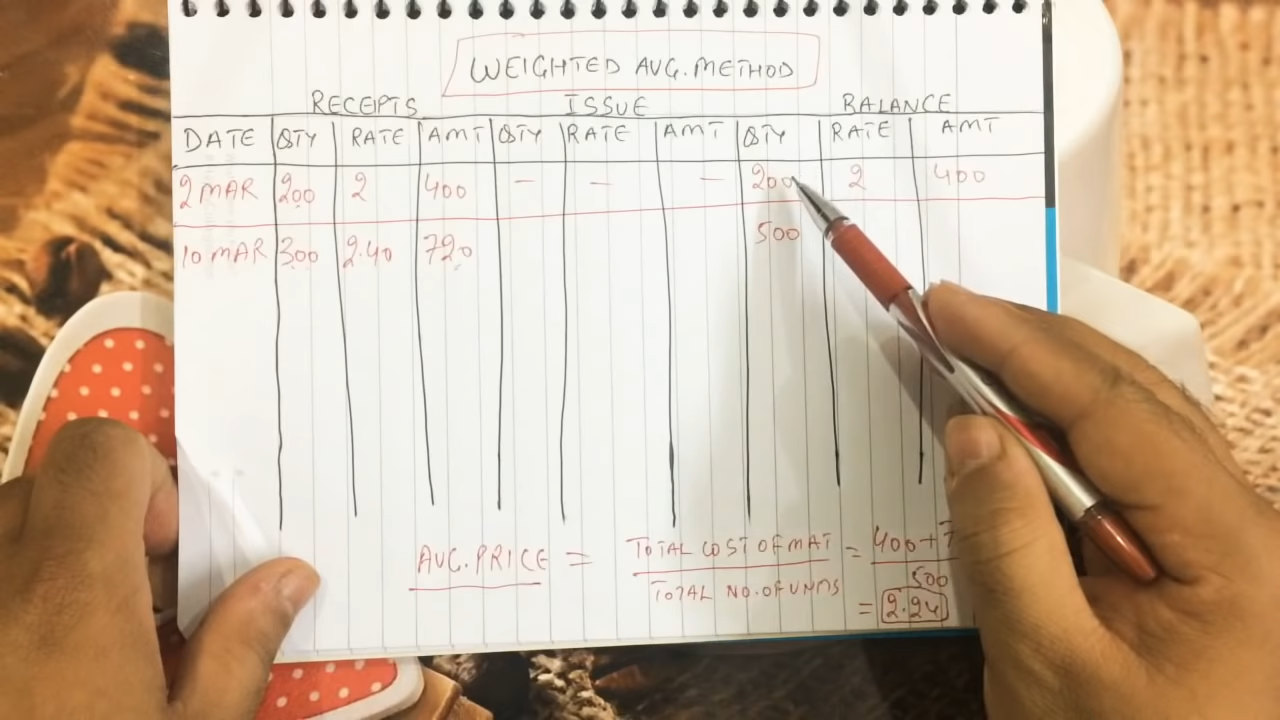 WEIGHTED AVG. METHOD
RECEIPTS ISSUE BALANCE
DATE QTY RATE AMT QTY RATE AMT QTY RATE AMT
2 MAR 200 2 400 — — — 200 2 400
10 MAR 300 2.40 720 500
AVG. PRICE = TOTAL COST OF MAT = 400+7
TOTAL NO. OF UNITS 500
= 2.24